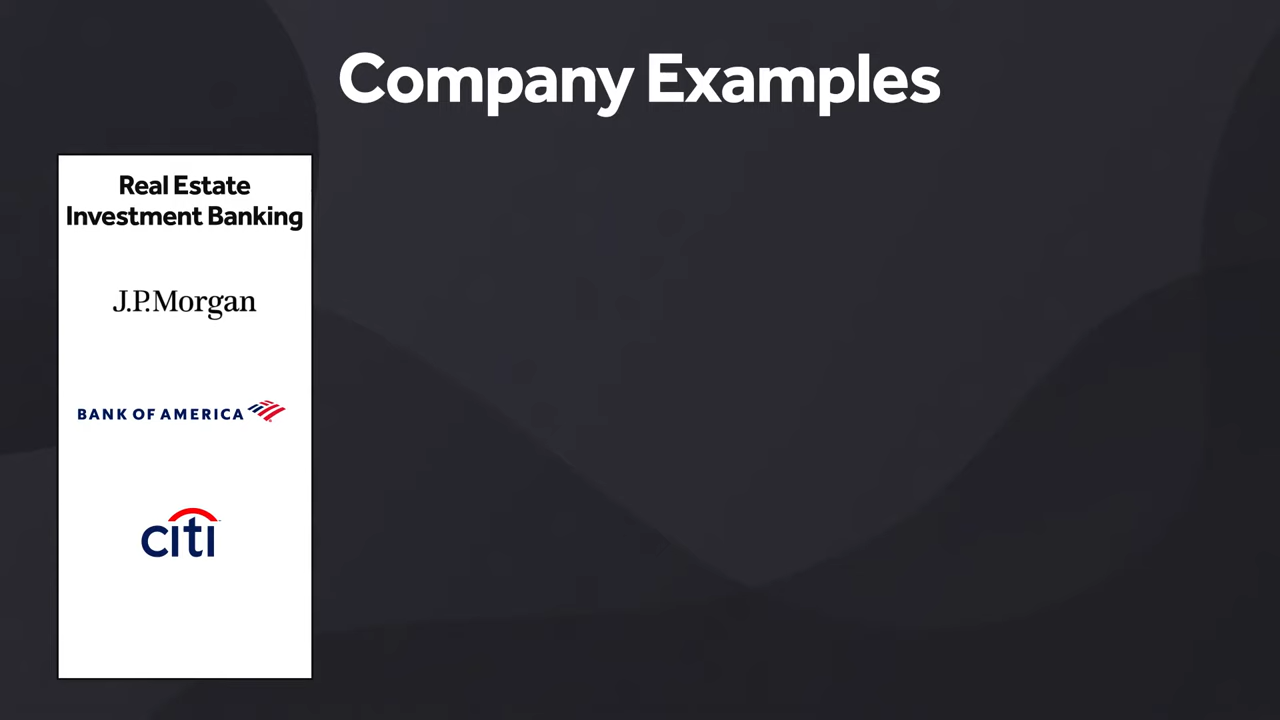 Company Examples
Real Estate
Investment Banking
J.P.Morgan
BANK OF AMERICA
citi